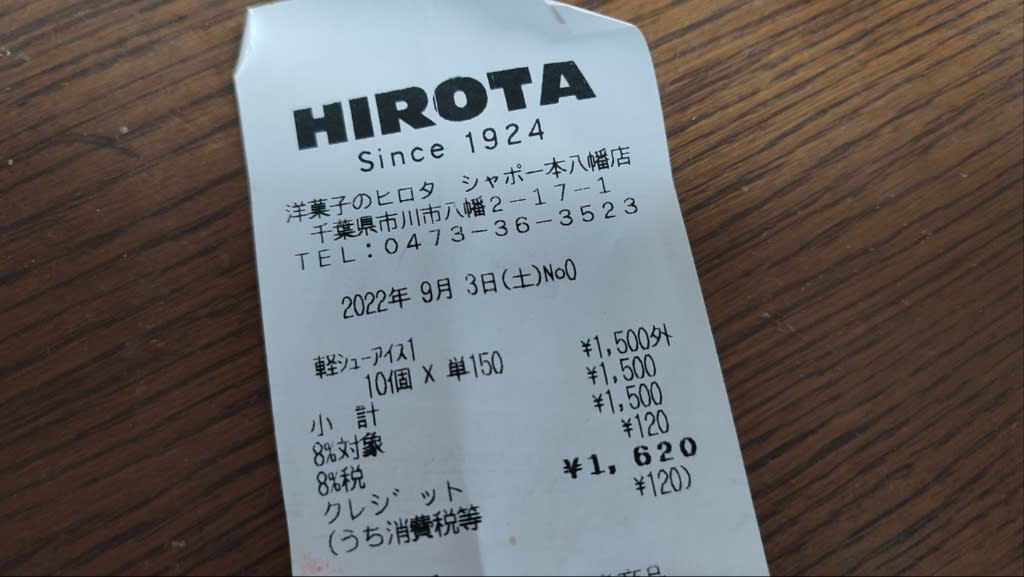 HIROTA
Since 1924
洋菓子のヒロタ シャポー本八幡店
千葉県市川市八幡2-17-1
TEL:0473-36-3523
2022年 9月 3日(土)No0
軽シューアイス1 ¥1,500外
10個 X 単150
小 計 ¥1,500
8%対象 ¥1,500
8%税 ¥120
クレジット ¥1,620
(うち消費税等 ¥120)
商品